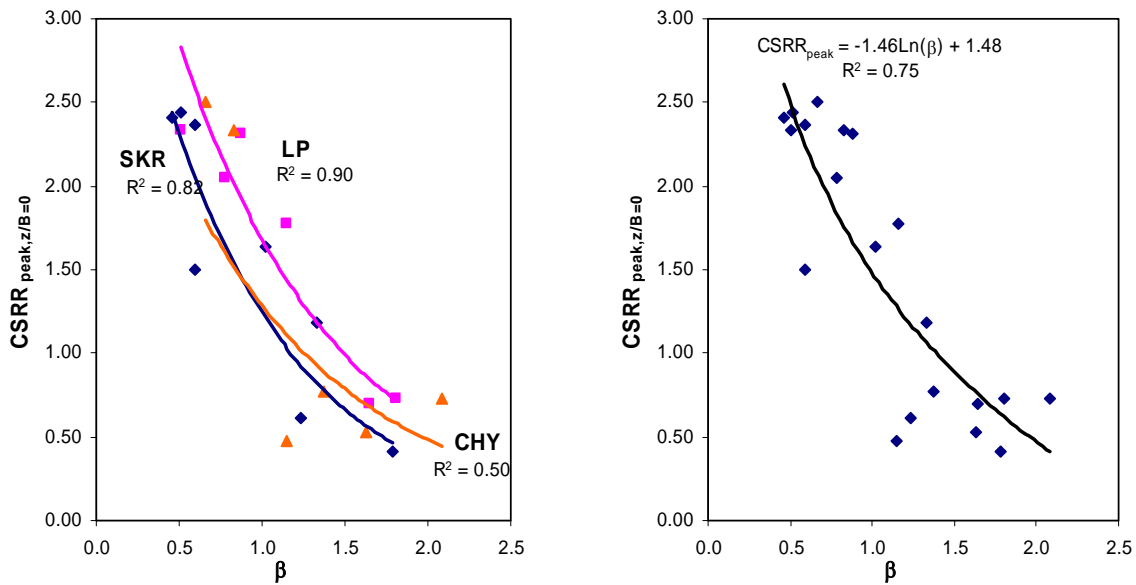 3.00
2.50
2.00
1.50
1.00
0.50
0.00
0.0 0.5 1.0 1.5 2.0 2.5
β
CSRR peak,z/B=0
SKR
R² = 0.82
LP
R² = 0.90
CHY
R² = 0.50
3.00
2.50
2.00
1.50
1.00
0.50
0.00
0.0 0.5 1.0 1.5 2.0 2.5
β
CSRR peak,z/B=0
CSRRpeak = -1.46Ln(β) + 1.48
R² = 0.75